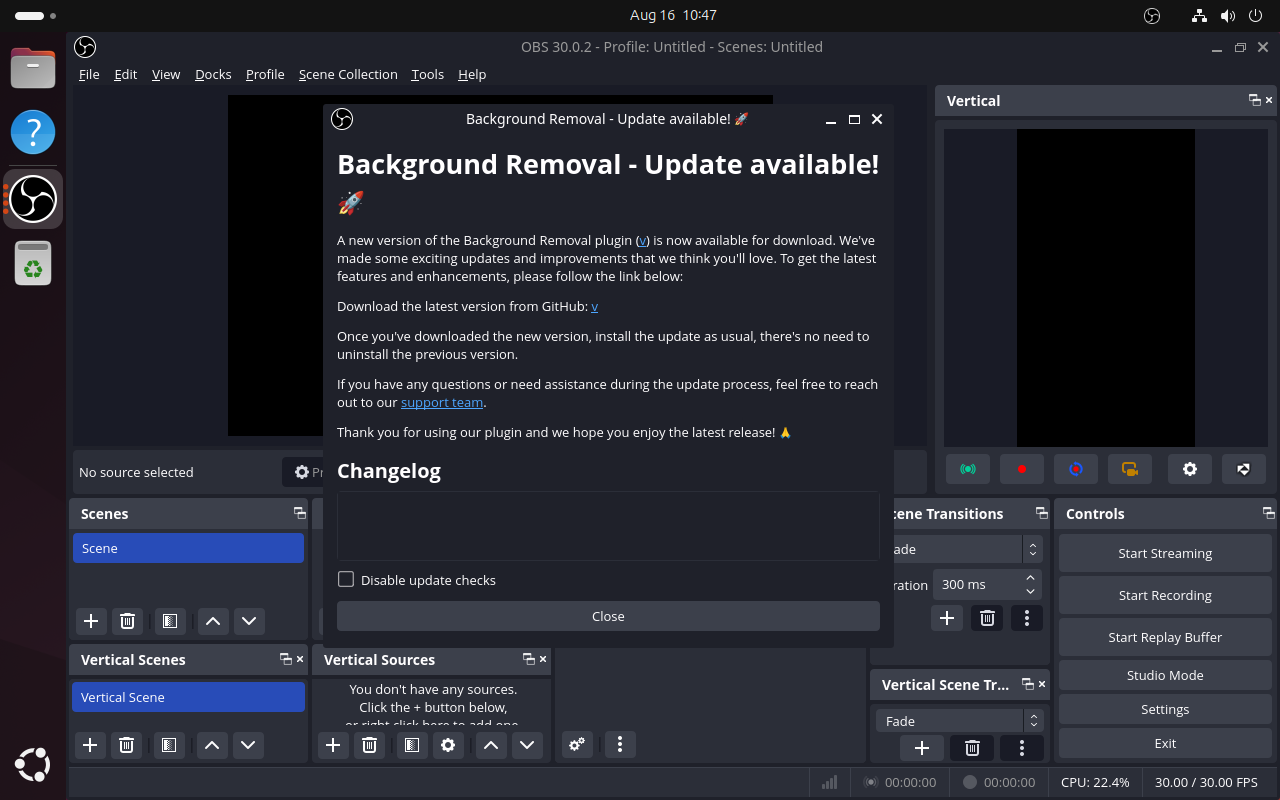 Aug 16  10:47
OBS 30.0.2 - Profile: Untitled - Scenes: Untitled
File Edit View Docks Profile Scene Collection Tools Help
Vertical
Background Removal - Update available! 🚀
Background Removal - Update available!
🚀
A new version of the Background Removal plugin (v) is now available for download. We've
made some exciting updates and improvements that we think you'll love. To get the latest
features and enhancements, please follow the link below:
Download the latest version from GitHub: v
Once you've downloaded the new version, install the update as usual, there's no need to
uninstall the previous version.
If you have any questions or need assistance during the update process, feel free to reach
out to our support team.
Thank you for using our plugin and we hope you enjoy the latest release! 🙏
Changelog
Disable update checks
Close
No source selected
Pr
Scenes
Scene
cene Transitions
ade
ration 300 ms
Controls
Start Streaming
Start Recording
Start Replay Buffer
Studio Mode
Settings
Exit
Vertical Scenes
Vertical Scene
Vertical Sources
You don't have any sources.
Click the + button below,
or right click here to add one.
Vertical Scene Tr...
Fade
00:00:00
00:00:00
CPU: 22.4%
30.00 / 30.00 FPS